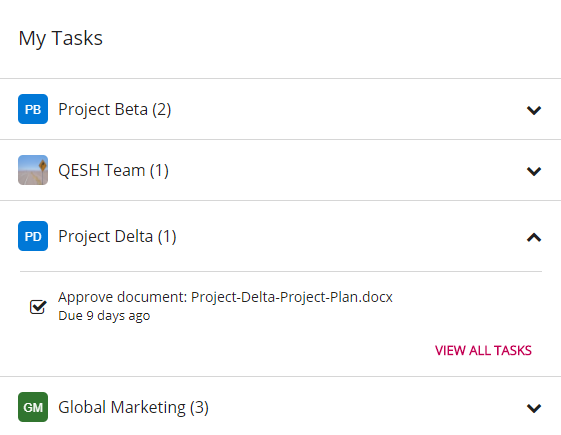 My Tasks
PB Project Beta (2)
QESH Team (1)
PD Project Delta (1)
Approve document: Project-Delta-Project-Plan.docx
Due 9 days ago
VIEW ALL TASKS
GM Global Marketing (3)